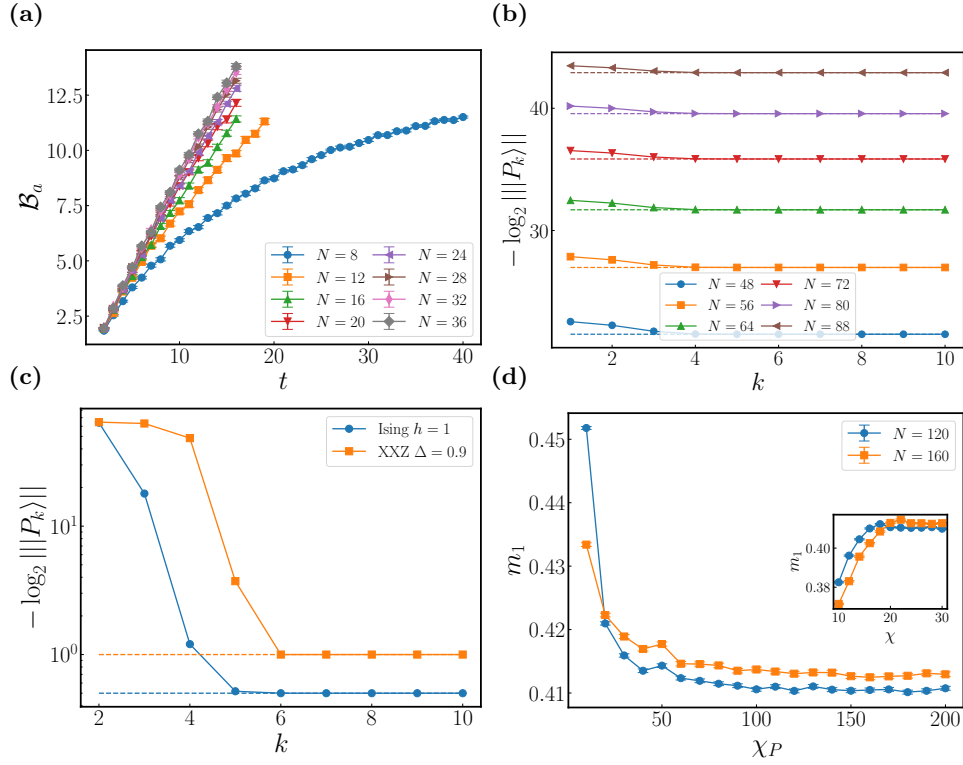 (a)
12.5
10.0
7.5
5.0
2.5
10
20
30
40
t
ℬₐ
N = 8
N = 12
N = 16
N = 20
N = 24
N = 28
N = 32
N = 36
(b)
40
30
2
4
6
8
10
k
− log₂ |||Pₖ⟩||
N = 48
N = 56
N = 64
N = 72
N = 80
N = 88
(c)
10¹
10⁰
2
4
6
8
10
k
− log₂ |||Pₖ⟩||
Ising h = 1
XXZ Δ = 0.9
(d)
0.45
0.44
0.43
0.42
0.41
50
100
150
200
χ_P
m₁
N = 120
N = 160
0.40
0.38
10
20
30
χ
m₁